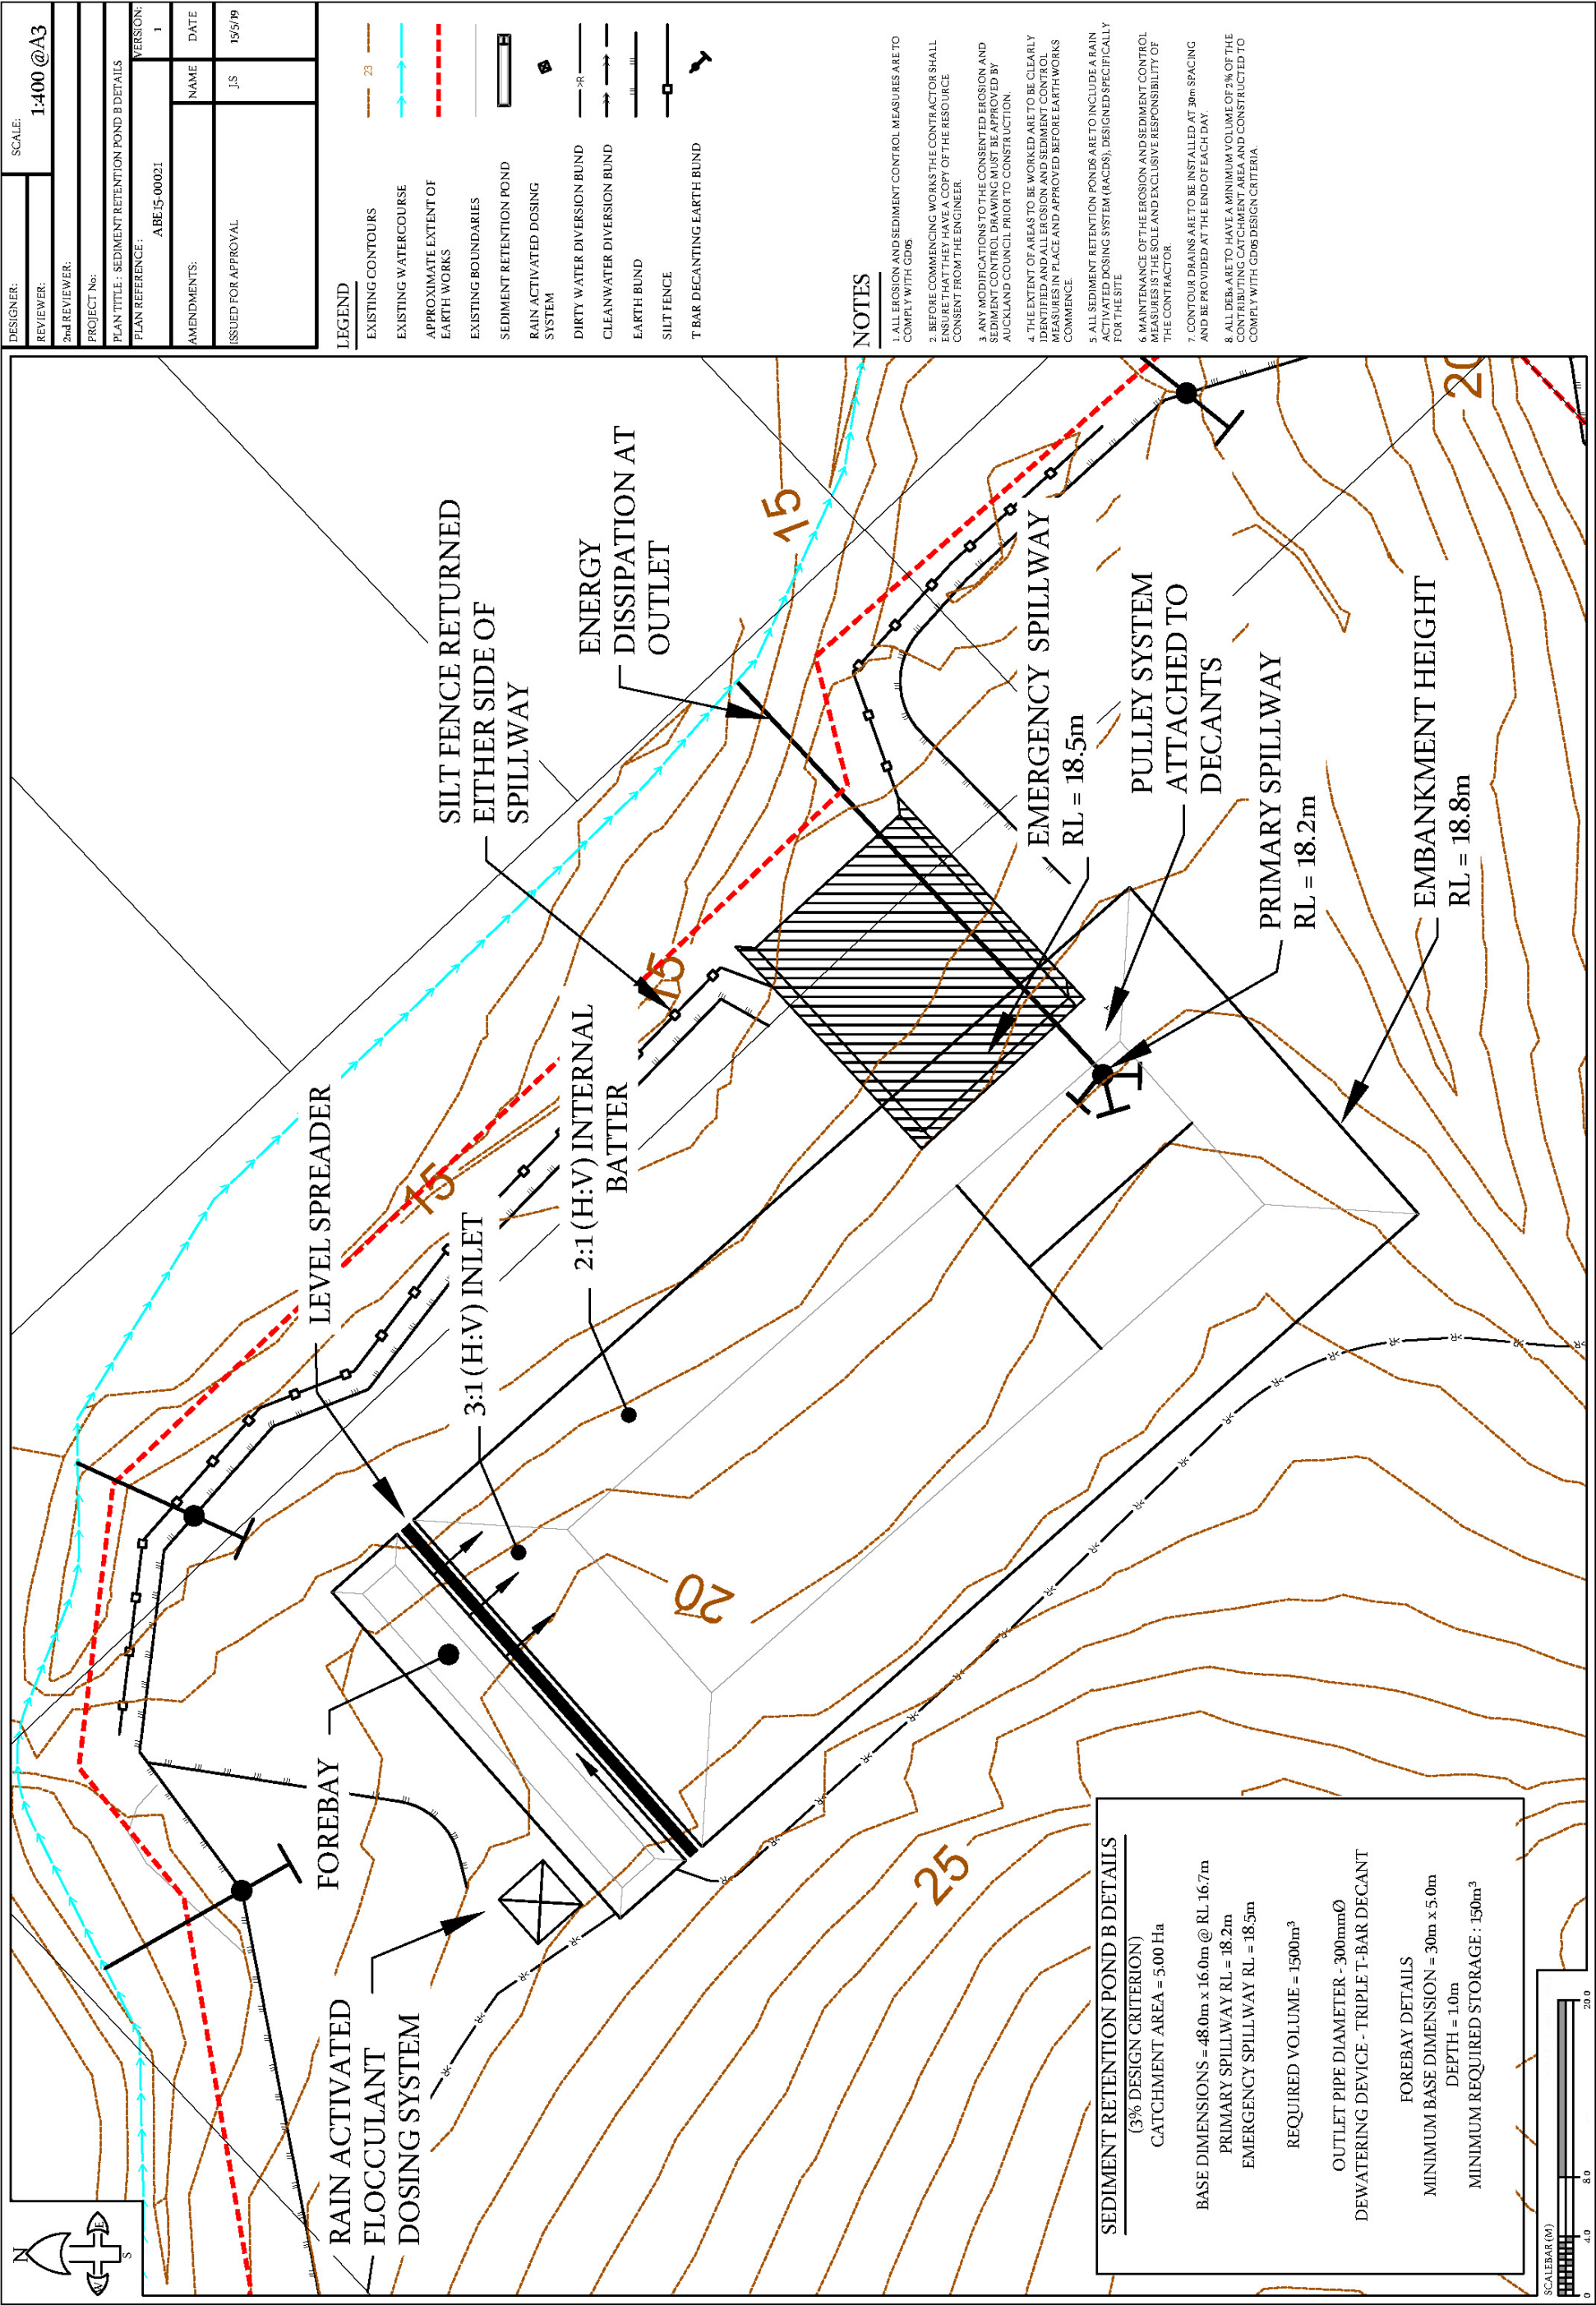 DESIGNER:
SCALE:
1:400 @A3
REVIEWER:
2nd REVIEWER:
PROJECT No:
PLAN TITLE : SEDIMENT RETENTION POND B DETAILS
PLAN REFERENCE :
ABE15-00021
VERSION:
1
AMENDMENTS:
NAME
DATE
ISSUED FOR APPROVAL
J.S
15/5/19
LEGEND
EXISTING CONTOURS
23
EXISTING WATERCOURSE
APPROXIMATE EXTENT OF
EARTH WORKS
EXISTING BOUNDARIES
SEDIMENT RETENTION POND
RAIN ACTIVATED DOSING
SYSTEM
DIRTY WATER DIVERSION BUND
CLEANWATER DIVERSION BUND
EARTH BUND
SILT FENCE
T BAR DECANTING EARTH BUND
NOTES
1. ALL EROSION AND SEDIMENT CONTROL MEASURES ARE TO
COMPLY WITH GD05.
2. BEFORE COMMENCING WORKS THE CONTRACTOR SHALL
ENSURE THAT THEY HAVE A COPY OF THE RESOURCE
CONSENT FROM THE ENGINEER.
3. ANY MODIFICATIONS TO THE CONSENTED EROSION AND
SEDIMENT CONTROL DRAWING MUST BE APPROVED BY
AUCKLAND COUNCIL PRIOR TO CONSTRUCTION.
4. THE EXTENT OF AREAS TO BE WORKED ARE TO BE CLEARLY
IDENTIFIED AND ALL EROSION AND SEDIMENT CONTROL
MEASURES IN PLACE AND APPROVED BEFORE EARTHWORKS
COMMENCE.
5. ALL SEDIMENT RETENTION PONDS ARE TO INCLUDE A RAIN
ACTIVATED DOSING SYSTEM (RACDS), DESIGNED SPECIFICALLY
FOR THE SITE
6. MAINTENANCE OF THE EROSION AND SEDIMENT CONTROL
MEASURES IS THE SOLE AND EXCLUSIVE RESPONSIBILITY OF
THE CONTRACTOR
7. CONTOUR DRAINS ARE TO BE INSTALLED AT 30m SPACING
AND BE PROVIDED AT THE END OF EACH DAY.
8. ALL DEBs ARE TO HAVE A MINIMUM VOLUME OF 2% OF THE
CONTRIBUTING CATCHMENT AREA AND CONSTRUCTED TO
COMPLY WITH GD05 DESIGN CRITERIA.
N
W
E
S
RAIN ACTIVATED
FLOCCULANT
DOSING SYSTEM
FOREBAY
LEVEL SPREADER
3:1 (H:V) INLET
2:1 (H:V) INTERNAL
BATTER
SILT FENCE RETURNED
EITHER SIDE OF
SPILLWAY
ENERGY
DISSIPATION AT
OUTLET
EMERGENCY SPILLWAY
RL = 18.5m
PULLEY SYSTEM
ATTACHED TO
DECANTS
PRIMARY SPILLWAY
RL = 18.2m
EMBANKMENT HEIGHT
RL = 18.8m
15
15
15
20
20
25
SEDIMENT RETENTION POND B DETAILS
(3% DESIGN CRITERION)
CATCHMENT AREA = 5.00 Ha
BASE DIMENSIONS = 48.0m x 16.0m @ RL 16.7m
PRIMARY SPILLWAY RL = 18.2m
EMERGENCY SPILLWAY RL = 18.5m
REQUIRED VOLUME = 1500m³
OUTLET PIPE DIAMETER - 300mmØ
DEWATERING DEVICE - TRIPLE T-BAR DECANT
FOREBAY DETAILS
MINIMUM BASE DIMENSION = 30m x 5.0m
DEPTH = 1.0m
MINIMUM REQUIRED STORAGE : 150m³
SCALEBAR (M)
0
4.0
8.0
20.0